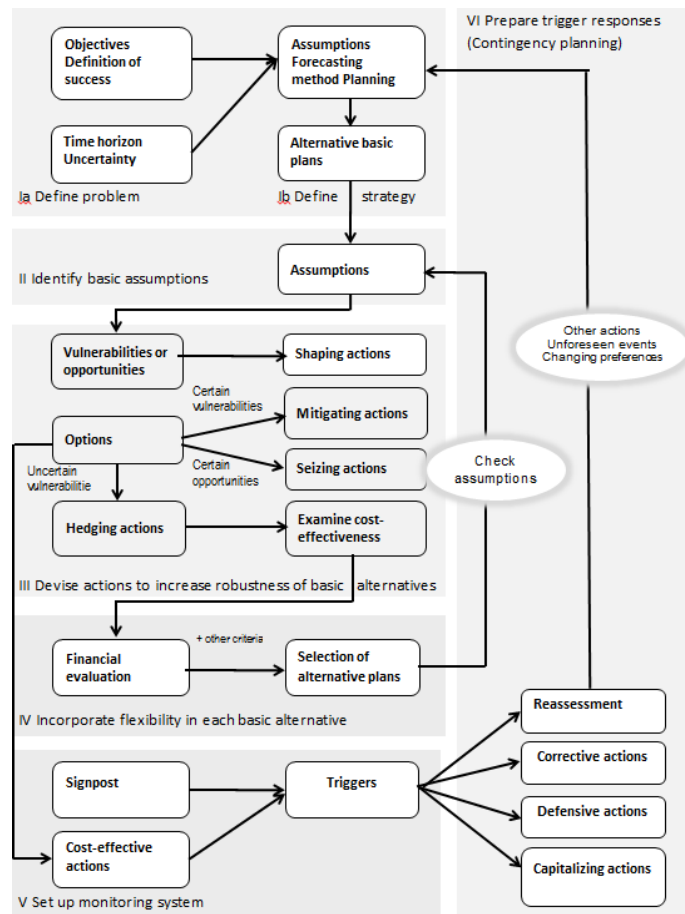 Objectives
Definition of
success
Assumptions
Forecasting
method Planning
Time horizon
Uncertainty
Alternative basic
plans
Ia Define problem
Ib Define strategy
II Identify basic assumptions
Assumptions
Vulnerabilities or
opportunities
Shaping actions
Certain
vulnerabilities
Mitigating actions
Options
Certain
opportunities
Seizing actions
Uncertain
vulnerabilitie
Hedging actions
Examine cost-
effectiveness
III Devise actions to increase robustness of basic alternatives
Financial
evaluation
+ other criteria
Selection of
alternative plans
IV Incorporate flexibility in each basic alternative
Signpost
Triggers
Cost-effective
actions
V Set up monitoring system
VI Prepare trigger responses
(Contingency planning)
Other actions
Unforeseen events
Changing preferences
Check
assumptions
Reassessment
Corrective actions
Defensive actions
Capitalizing actions